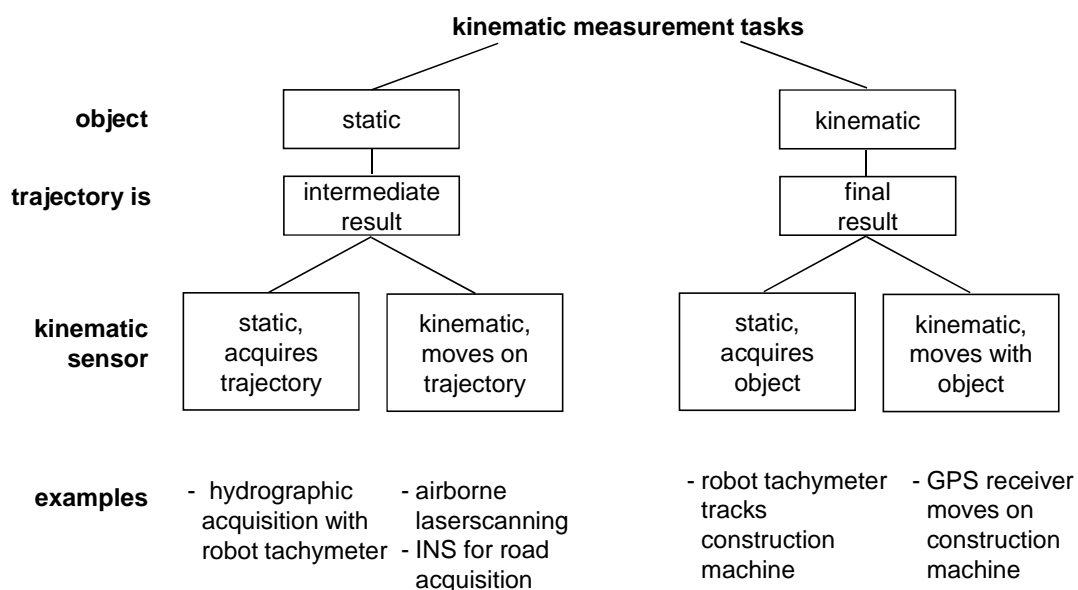 kinematic measurement tasks
object
static
kinematic
trajectory is
intermediate
result
final
result
kinematic
sensor
static,
acquires
trajectory
kinematic,
moves on
trajectory
static,
acquires
object
kinematic,
moves with
object
examples
- hydrographic
acquisition with
robot tachymeter
- airborne
laserscanning
- INS for road
acquisition
- robot tachymeter
tracks
construction
machine
- GPS receiver
moves on
construction
machine